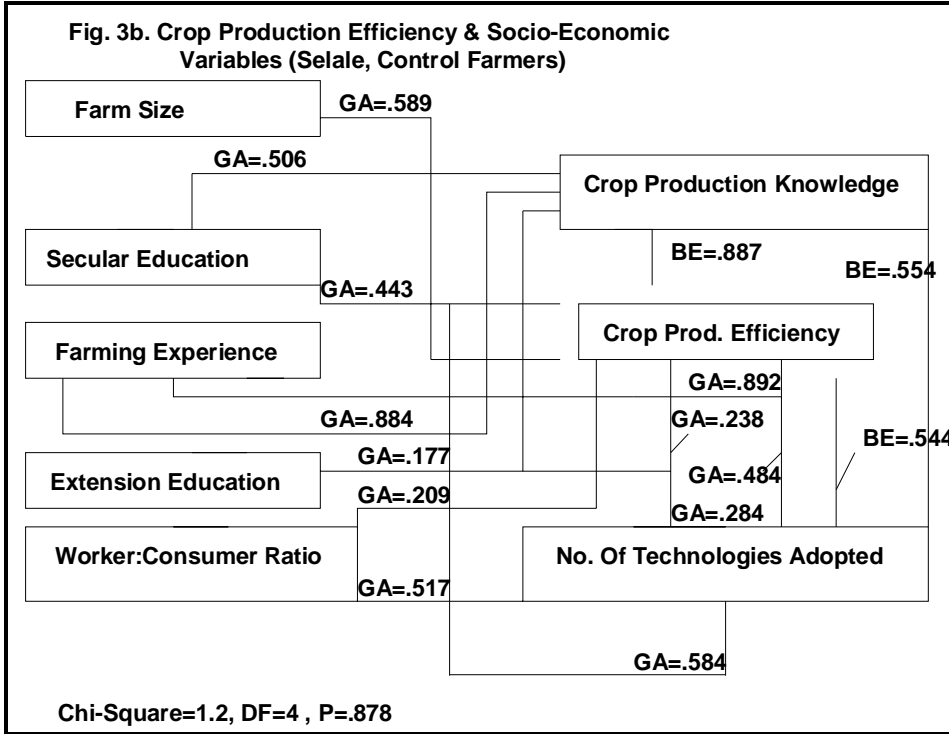 Fig. 3b. Crop Production Efficiency & Socio-Economic
Variables (Selale, Control Farmers)
GA=.589
Farm Size
GA=.506
Crop Production Knowledge
Secular Education
BE=.887
BE=.554
GA=.443
Crop Prod. Efficiency
Farming Experience
GA=.892
GA=.884
GA=.238
BE=.544
GA=.177
Extension Education
GA=.484
GA=.209
GA=.284
Worker:Consumer Ratio
No. Of Technologies Adopted
GA=.517
GA=.584
Chi-Square=1.2, DF=4 , P=.878